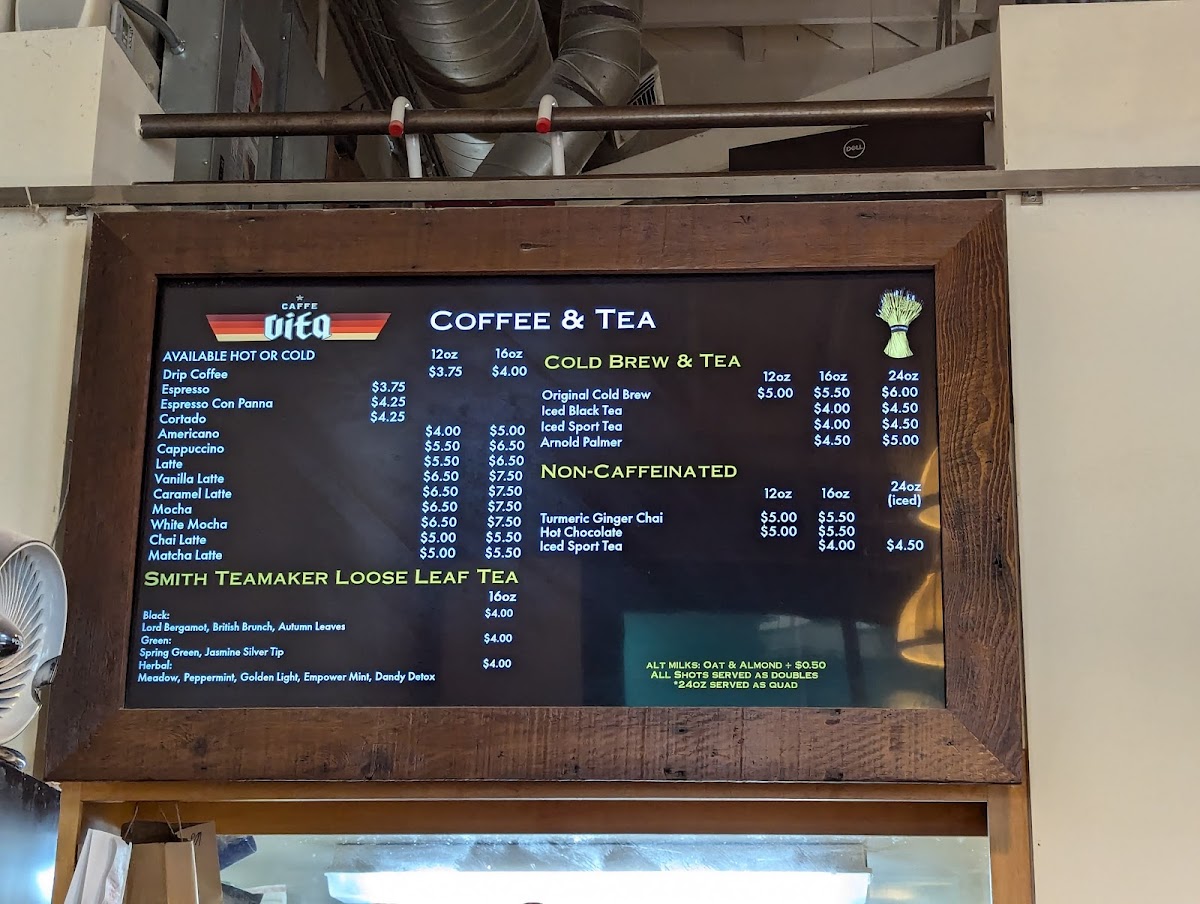 DELL
CAFFE
Vita
COFFEE & TEA
AVAILABLE HOT OR COLD 12oz 16oz
Drip Coffee $3.75 $4.00
Espresso $3.75
Espresso Con Panna $4.25
Cortado $4.25
Americano $4.00 $5.00
Cappuccino $5.50 $6.50
Latte $5.50 $6.50
Vanilla Latte $6.50 $7.50
Caramel Latte $6.50 $7.50
Mocha $6.50 $7.50
White Mocha $6.50 $7.50
Chai Latte $5.00 $5.50
Matcha Latte $5.00 $5.50
SMITH TEAMAKER LOOSE LEAF TEA
16oz
Black: $4.00
Lord Bergamot, British Brunch, Autumn Leaves
Green: $4.00
Spring Green, Jasmine Silver Tip
Herbal: $4.00
Meadow, Peppermint, Golden Light, Empower Mint, Dandy Detox
COLD BREW & TEA
12oz 16oz 24oz
Original Cold Brew $5.00 $5.50 $6.00
Iced Black Tea $4.00 $4.50
Iced Sport Tea $4.00 $4.50
Arnold Palmer $4.50 $5.00
NON-CAFFEINATED
12oz 16oz 24oz
(iced)
Turmeric Ginger Chai $5.00 $5.50
Hot Chocolate $5.00 $5.50
Iced Sport Tea $4.00 $4.50
ALT MILKS: OAT & ALMOND + $0.50
ALL SHOTS SERVED AS DOUBLES
*24OZ SERVED AS QUAD